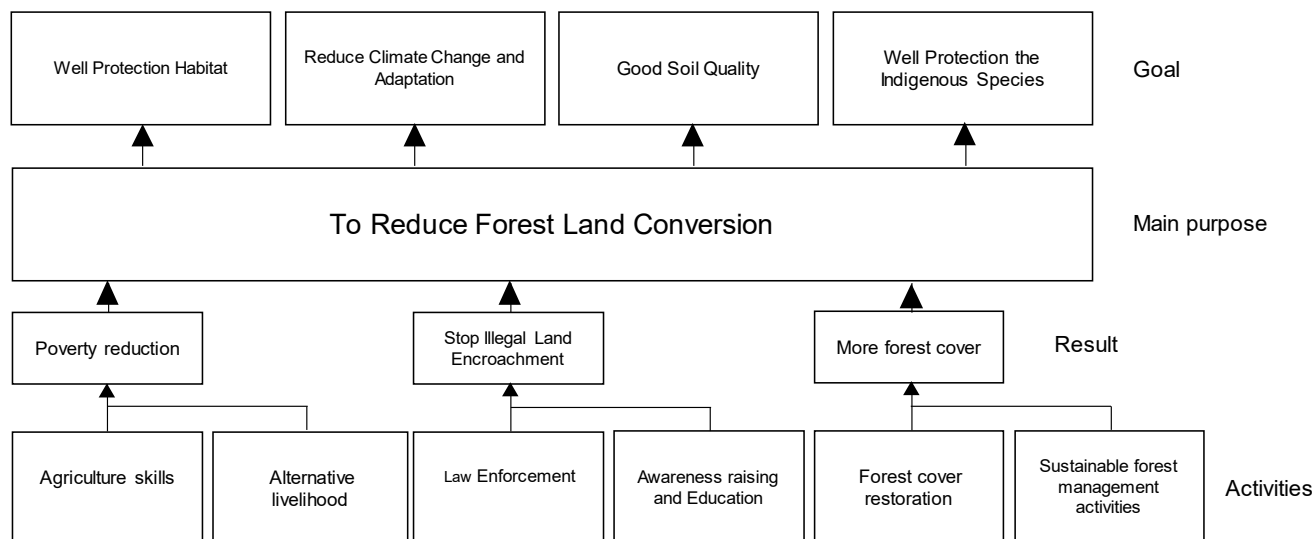 Well Protection Habitat
Reduce Climate Change and
Adaptation
Good Soil Quality
Well Protection the
Indigenous Species
Goal
To Reduce Forest Land Conversion
Main purpose
Poverty reduction
Stop Illegal Land
Encroachment
More forest cover
Result
Agriculture skills
Alternative
livelihood
Law Enforcement
Awareness raising
and Education
Forest cover
restoration
Sustainable forest
management
activities
Activities